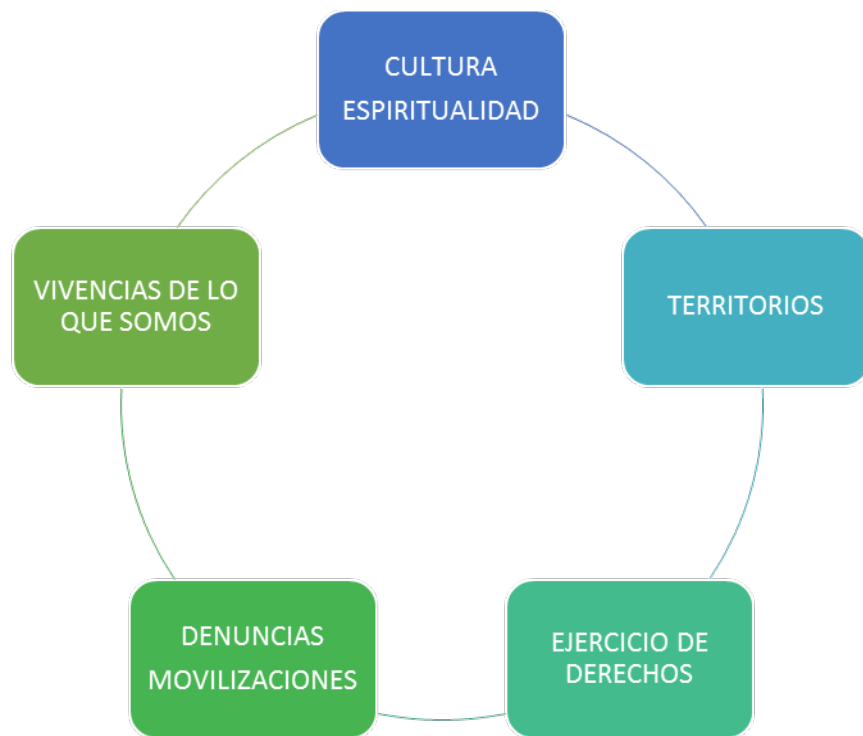 CULTURA
ESPIRITUALIDAD
TERRITORIOS
EJERCICIO DE
DERECHOS
DENUNCIAS
MOVILIZACIONES
VIVENCIAS DE LO
QUE SOMOS